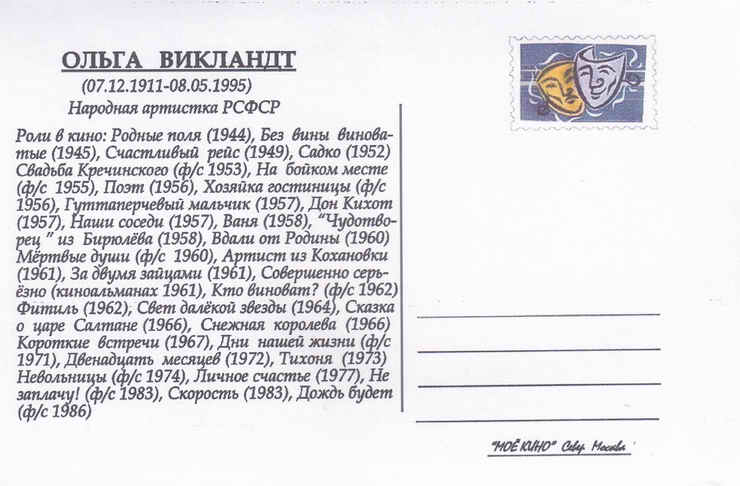 ОЛЬГА ВИКЛАНДТ
(07.12.1911-08.05.1995)
Народная артистка РСФСР
Роли в кино: Родные поля (1944), Без вины винова-
тые (1945), Счастливый рейс (1949), Садко (1952)
Свадьба Кречинского (ф/с 1953), На бойком месте
(ф/с 1955), Поэт (1956), Хозяйка гостиницы (ф/с
1956), Гуттаперчевый мальчик (1957), Дон Кихот
(1957), Наши соседи (1957), Ваня (1958), "Чудотво-
рец " из Бирюлёва (1958), Вдали от Родины (1960)
Мёртвые души (ф/с 1960), Артист из Кохановки
(1961), За двумя зайцами (1961), Совершенно серь-
ёзно (киноальманах 1961), Кто виноват? (ф/с 1962)
Фитиль (1962), Свет далёкой звезды (1964), Сказка
о царе Салтане (1966), Снежная королева (1966)
Короткие встречи (1967), Дни нашей жизни (ф/с
1971), Двенадцать месяцев (1972), Тихоня (1973)
Невольницы (ф/с 1974), Личное счастье (1977), Не
заплачу! (ф/с 1983), Скорость (1983), Дождь будет
(ф/с 1986)
"МОЁ КИНО" Север Москва